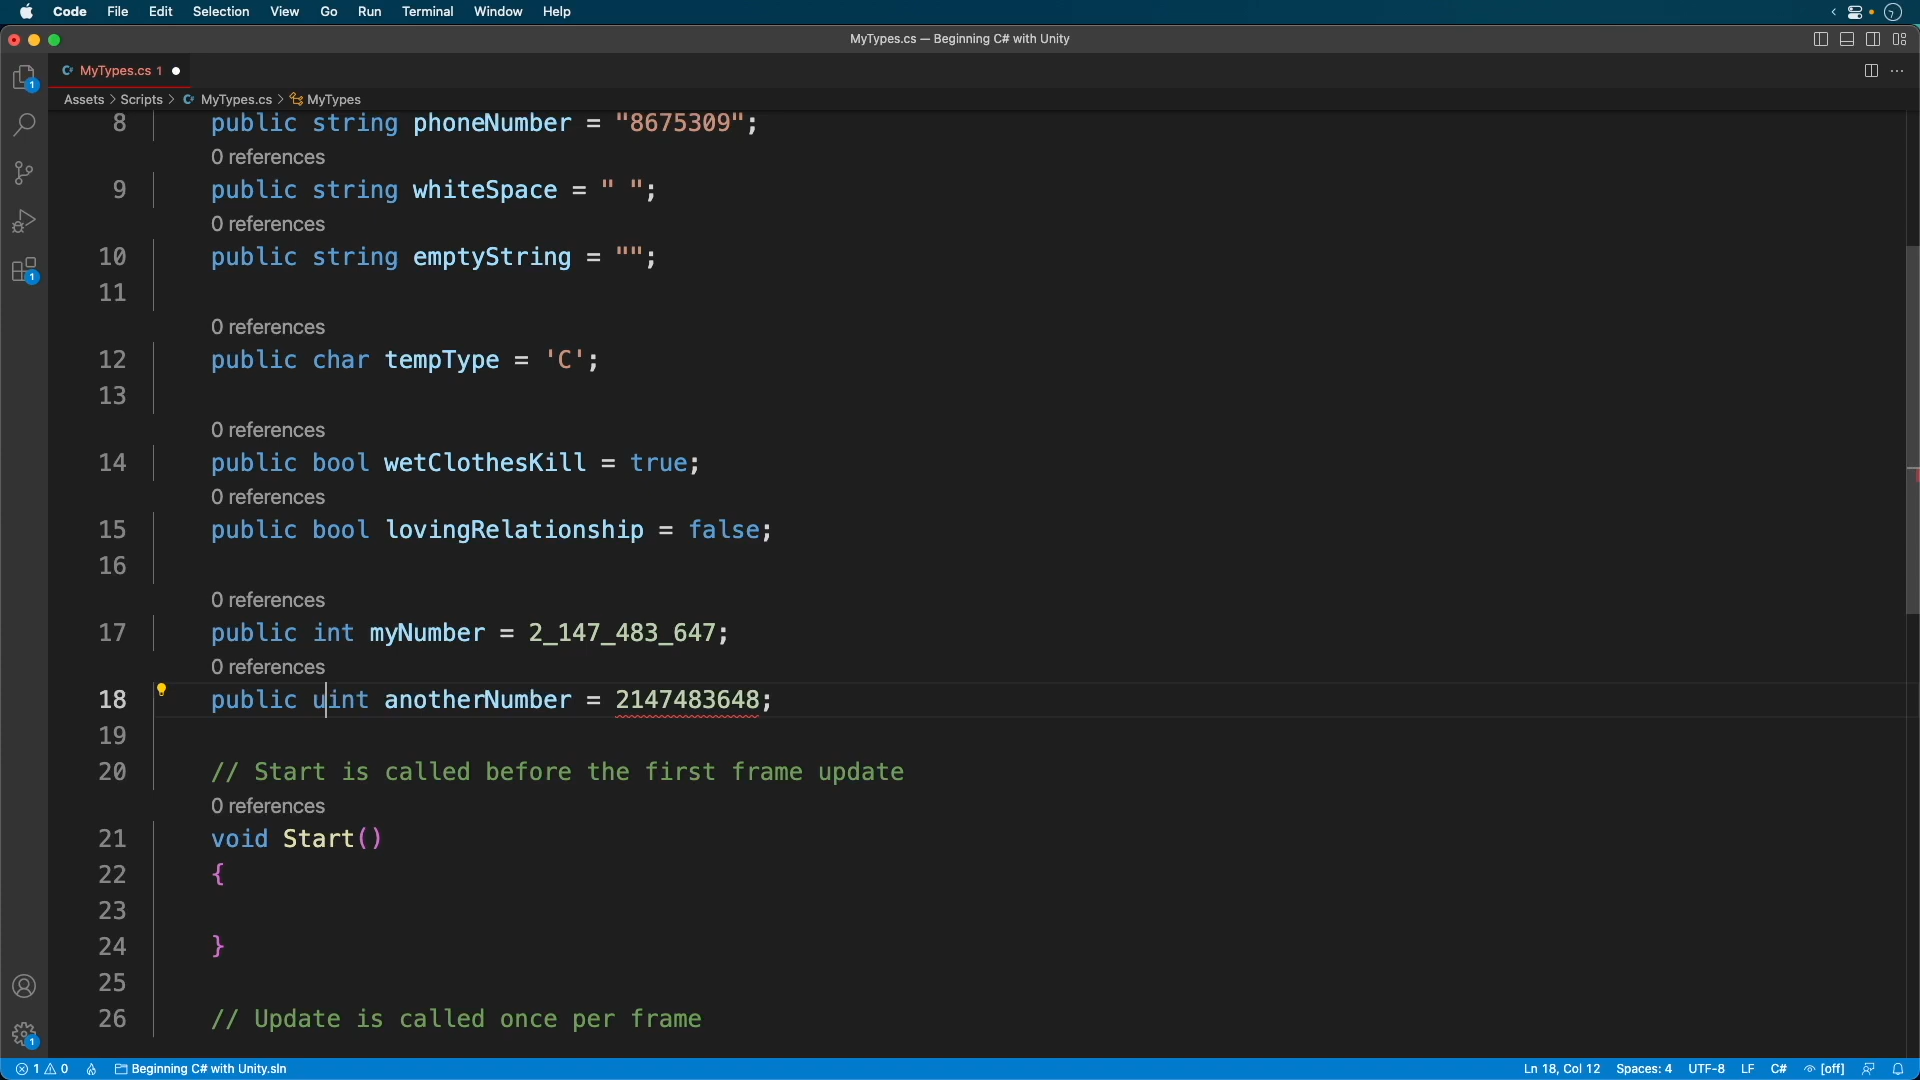 Code File Edit Selection View Go Run Terminal Window Help
MyTypes.cs — Beginning C# with Unity
MyTypes.cs 1
Assets > Scripts > MyTypes.cs > MyTypes
8 public string phoneNumber = "8675309";
0 references
9 public string whiteSpace = " ";
0 references
10 public string emptyString = "";
11
0 references
12 public char tempType = 'C';
13
0 references
14 public bool wetClothesKill = true;
0 references
15 public bool lovingRelationship = false;
16
0 references
17 public int myNumber = 2_147_483_647;
0 references
18 public uint anotherNumber = 2147483648;
19
20 // Start is called before the first frame update
0 references
21 void Start()
22 {
23
24 }
25
26 // Update is called once per frame
1 0 Beginning C# with Unity.sln Ln 18, Col 12 Spaces: 4 UTF-8 LF C# [off]